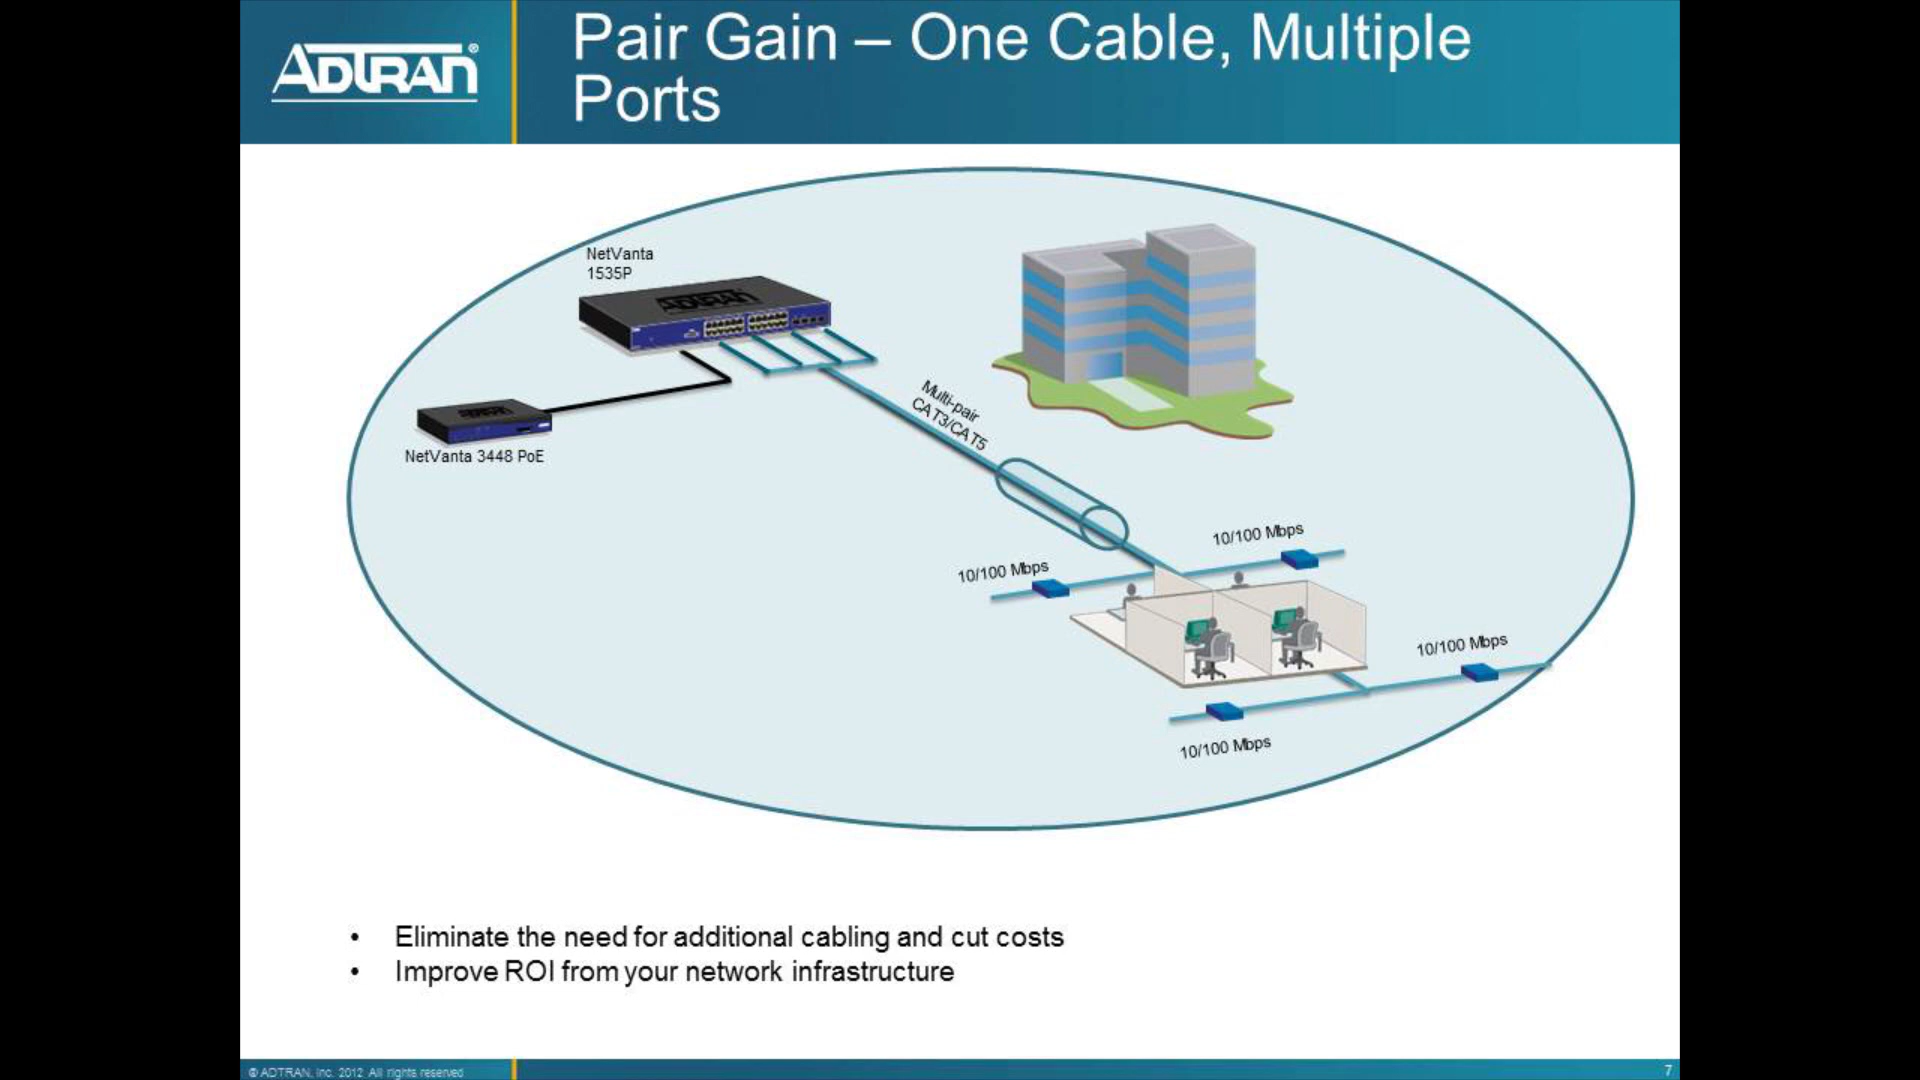 ADTRAN®
Pair Gain – One Cable, Multiple
Ports
NetVanta
1535P
ADTRAN
NetVanta 3448 PoE
Multi-pair
CAT3/CAT5
10/100 Mbps
10/100 Mbps
10/100 Mbps
10/100 Mbps
• Eliminate the need for additional cabling and cut costs
• Improve ROI from your network infrastructure
© ADTRAN, Inc. 2012 All rights reserved
7